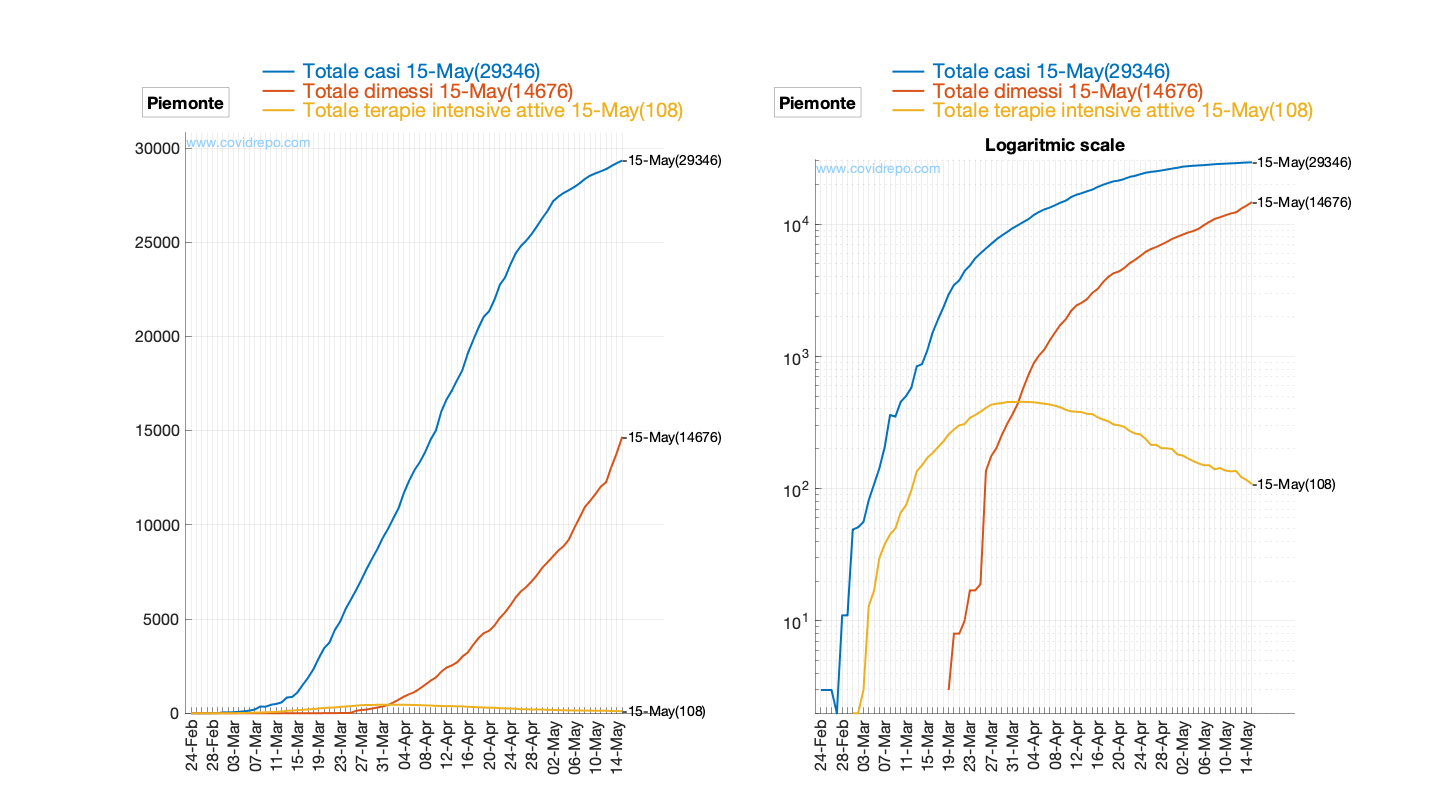 Piemonte
Totale casi 15-May(29346)
Totale dimessi 15-May(14676)
Totale terapie intensive attive 15-May(108)
www.covidrepo.com
30000
25000
20000
15000
10000
5000
0
15-May(29346)
15-May(14676)
15-May(108)
24-Feb
28-Feb
03-Mar
07-Mar
11-Mar
15-Mar
19-Mar
23-Mar
27-Mar
31-Mar
04-Apr
08-Apr
12-Apr
16-Apr
20-Apr
24-Apr
28-Apr
02-May
06-May
10-May
14-May
Piemonte
Totale casi 15-May(29346)
Totale dimessi 15-May(14676)
Totale terapie intensive attive 15-May(108)
Logaritmic scale
www.covidrepo.com
10^4
10^3
10^2
10^1
15-May(29346)
15-May(14676)
15-May(108)
24-Feb
28-Feb
03-Mar
07-Mar
11-Mar
15-Mar
19-Mar
23-Mar
27-Mar
31-Mar
04-Apr
08-Apr
12-Apr
16-Apr
20-Apr
24-Apr
28-Apr
02-May
06-May
10-May
14-May